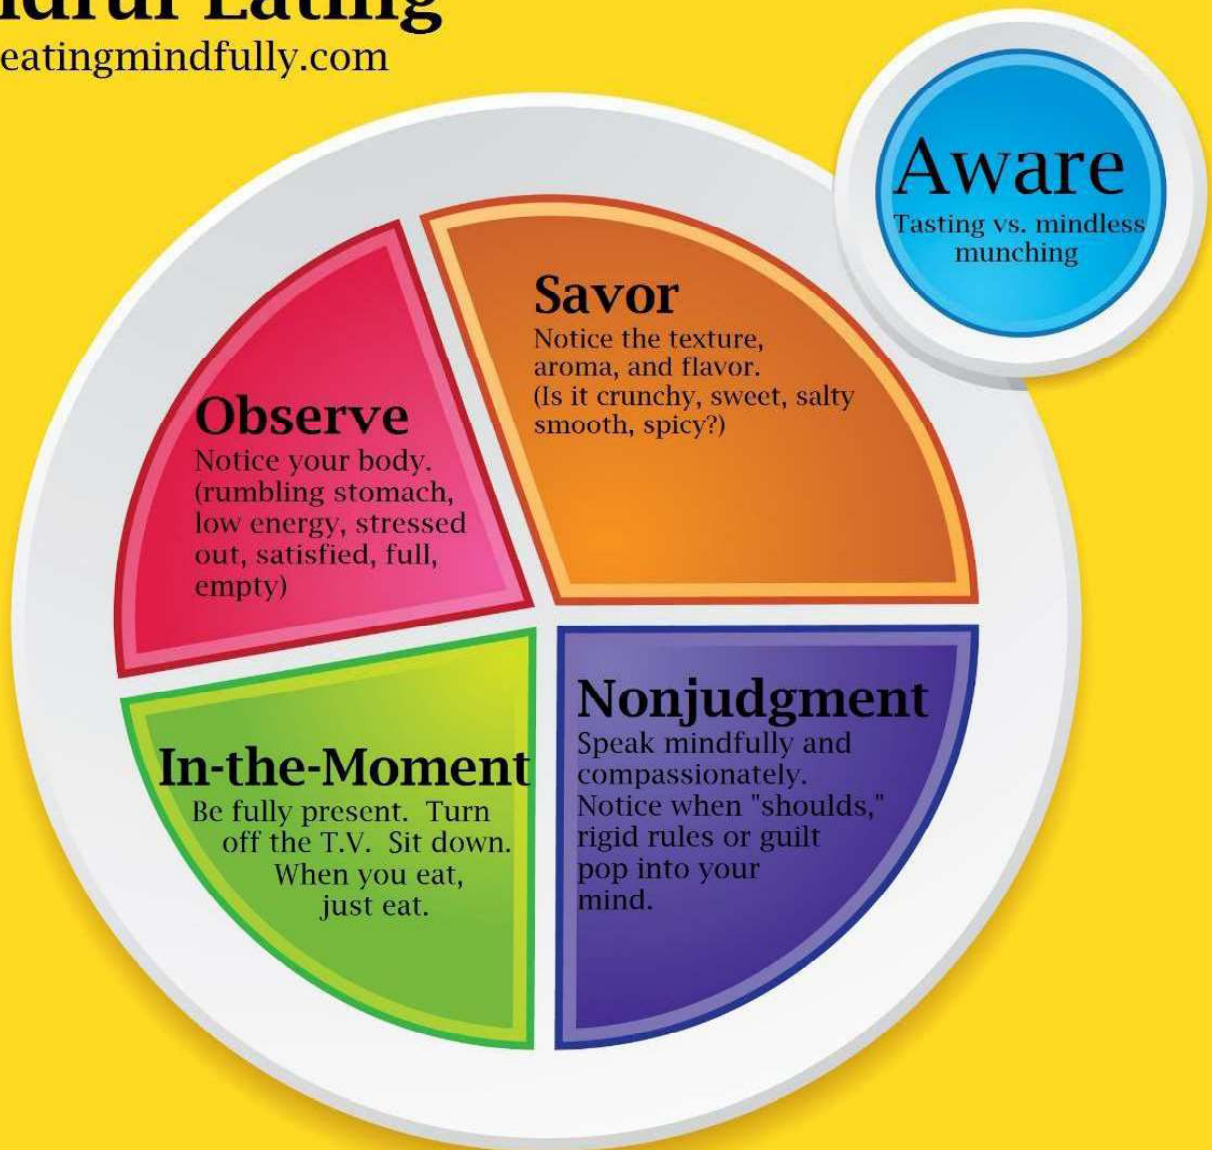 Eating
eatingmindfully.com
Aware
Tasting vs. mindless
munching
Savor
Notice the texture,
aroma, and flavor.
(Is it crunchy, sweet, salty
smooth, spicy?)
Observe
Notice your body.
(rumbling stomach,
low energy, stressed
out, satisfied, full,
empty)
Nonjudgment
Speak mindfully and
compassionately.
Notice when "shoulds,"
rigid rules or guilt
pop into your
mind.
In-the-Moment
Be fully present. Turn
off the T.V. Sit down.
When you eat,
just eat.